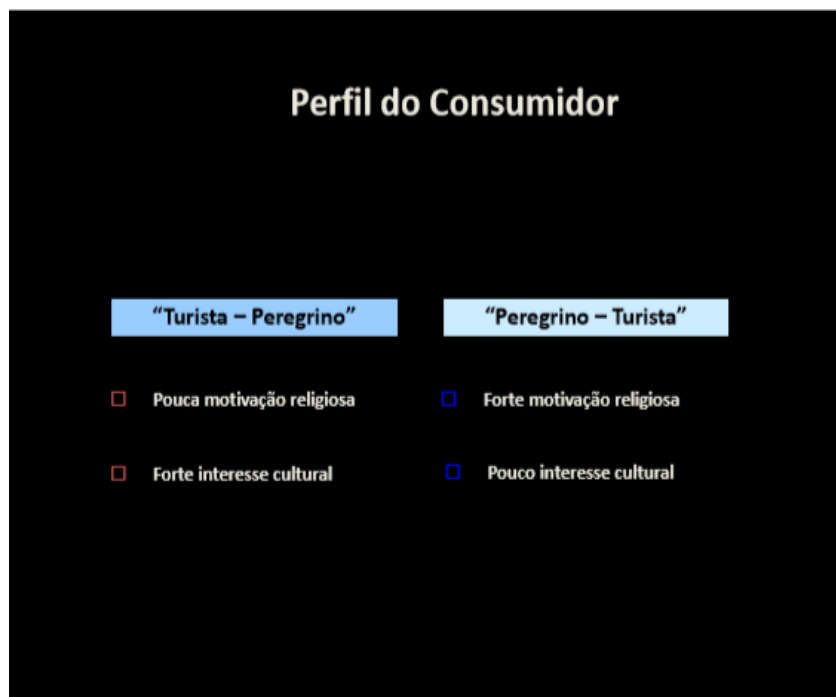 Perfil do Consumidor
“Turista – Peregrino”
“Peregrino – Turista”
Pouca motivação religiosa
Forte motivação religiosa
Forte interesse cultural
Pouco interesse cultural